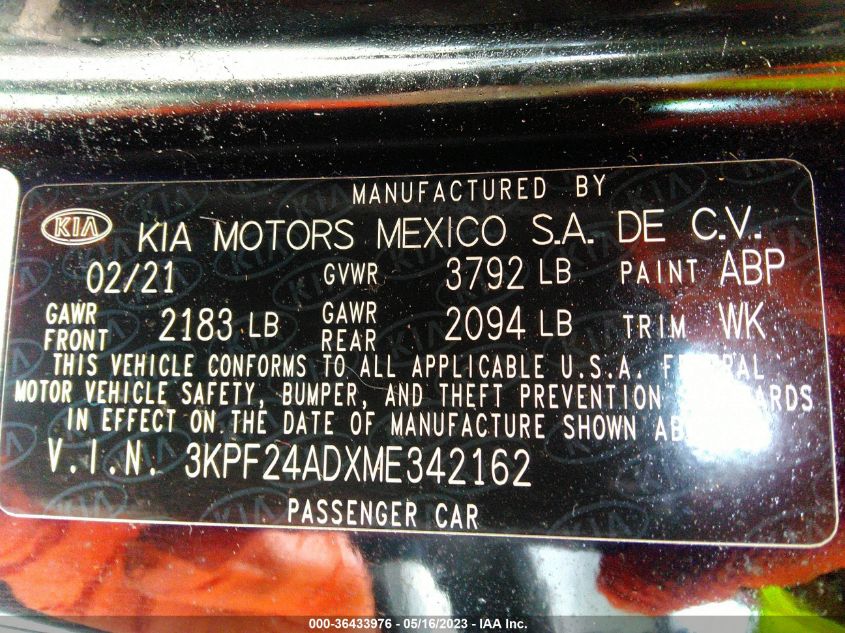 MANUFACTURED BY
KIA KIA MOTORS MEXICO S.A. DE C.V.
02/21 GVWR 3792 LB PAINT ABP
GAWR FRONT 2183 LB GAWR REAR 2094 LB TRIM WK
THIS VEHICLE CONFORMS TO ALL APPLICABLE U.S.A.
MOTOR VEHICLE SAFETY, BUMPER, AND THEFT PREVENTION
IN EFFECT ON THE DATE OF MANUFACTURE SHOWN
V.I.N. 3KPF24ADXME342162
PASSENGER CAR
000-36433976 - 05/16/2023 - IAA Inc.